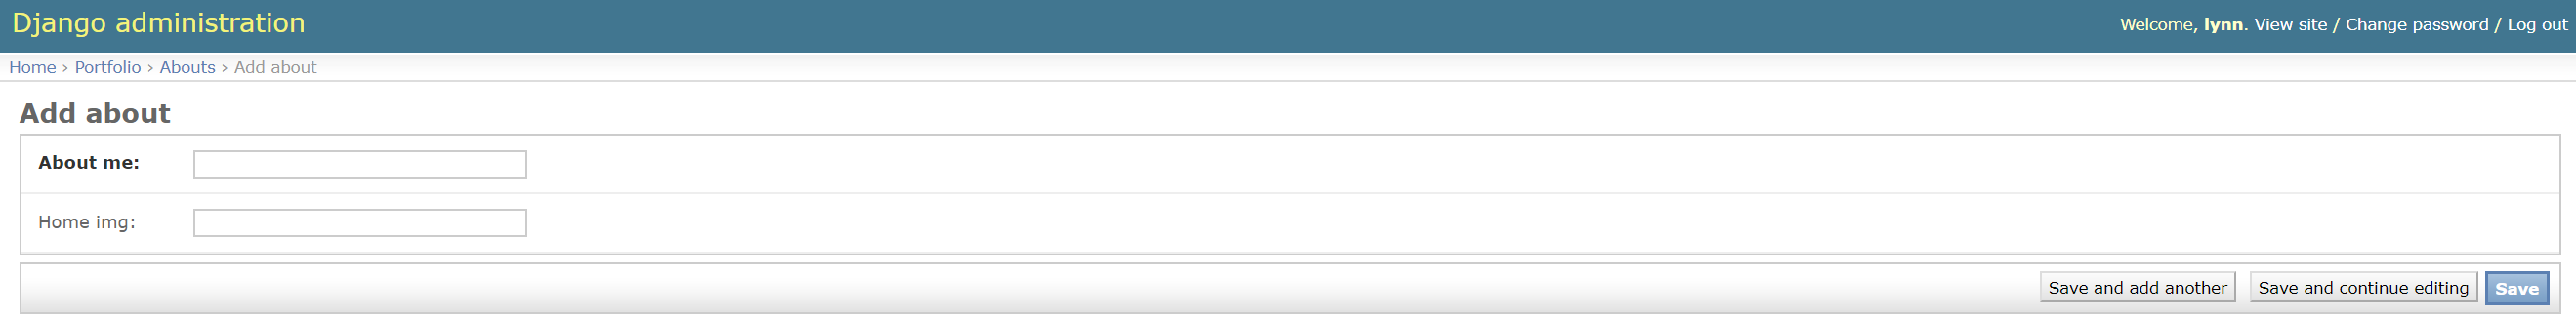 Django administration
Welcome, lynn. View site / Change password / Log out
Home › Portfolio › Abouts › Add about
Add about
About me:
Home img:
Save and add another Save and continue editing Save